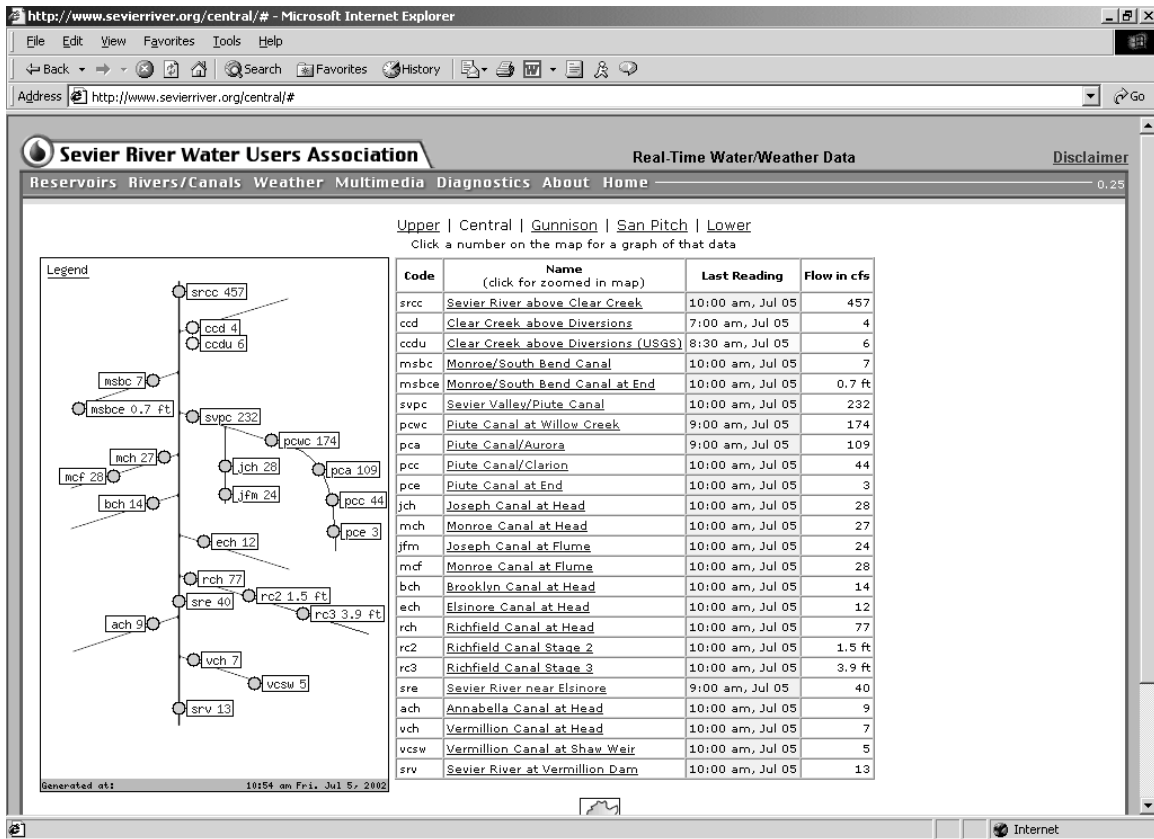 http://www.sevierriver.org/central/# - Microsoft Internet Explorer
File Edit View Favorites Tools Help
Back Search Favorites History
Address http://www.sevierriver.org/central/# Go
Sevier River Water Users Association Real-Time Water/Weather Data Disclaimer
Reservoirs Rivers/Canals Weather Multimedia Diagnostics About Home 0.25
Upper | Central | Gunnison | San Pitch | Lower
Click a number on the map for a graph of that data
Legend
srcc 457
ccd 4
ccdu 6
msbc 7
msbce 0.7 ft
svpc 232
pcwc 174
mch 27
jch 28
pca 109
mcf 28
jfm 24
pcc 44
bch 14
pce 3
ech 12
rch 77
rc2 1.5 ft
sre 40
rc3 3.9 ft
ach 9
vch 7
vcsw 5
srv 13
Generated at: 10:54 am Fri. Jul 5, 2002
Code Name (click for zoomed in map) Last Reading Flow in cfs
srcc Sevier River above Clear Creek 10:00 am, Jul 05 457
ccd Clear Creek above Diversions 7:00 am, Jul 05 4
ccdu Clear Creek above Diversions (USGS) 8:30 am, Jul 05 6
msbc Monroe/South Bend Canal 10:00 am, Jul 05 7
msbce Monroe/South Bend Canal at End 10:00 am, Jul 05 0.7 ft
svpc Sevier Valley/Piute Canal 10:00 am, Jul 05 232
pcwc Piute Canal at Willow Creek 9:00 am, Jul 05 174
pca Piute Canal/Aurora 9:00 am, Jul 05 109
pcc Piute Canal/Clarion 10:00 am, Jul 05 44
pce Piute Canal at End 10:00 am, Jul 05 3
jch Joseph Canal at Head 10:00 am, Jul 05 28
mch Monroe Canal at Head 10:00 am, Jul 05 27
jfm Joseph Canal at Flume 10:00 am, Jul 05 24
mcf Monroe Canal at Flume 10:00 am, Jul 05 28
bch Brooklyn Canal at Head 10:00 am, Jul 05 14
ech Elsinore Canal at Head 10:00 am, Jul 05 12
rch Richfield Canal at Head 10:00 am, Jul 05 77
rc2 Richfield Canal Stage 2 10:00 am, Jul 05 1.5 ft
rc3 Richfield Canal Stage 3 10:00 am, Jul 05 3.9 ft
sre Sevier River near Elsinore 9:00 am, Jul 05 40
ach Annabella Canal at Head 10:00 am, Jul 05 9
vch Vermillion Canal at Head 10:00 am, Jul 05 7
vcsw Vermillion Canal at Shaw Weir 10:00 am, Jul 05 5
srv Sevier River at Vermillion Dam 10:00 am, Jul 05 13
Internet